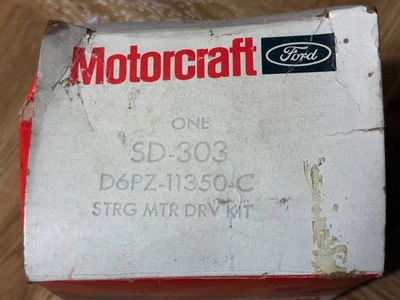 Motorcraft Ford
ONE
SD-303
D6PZ-11350-C
STRG MTR DRV KIT